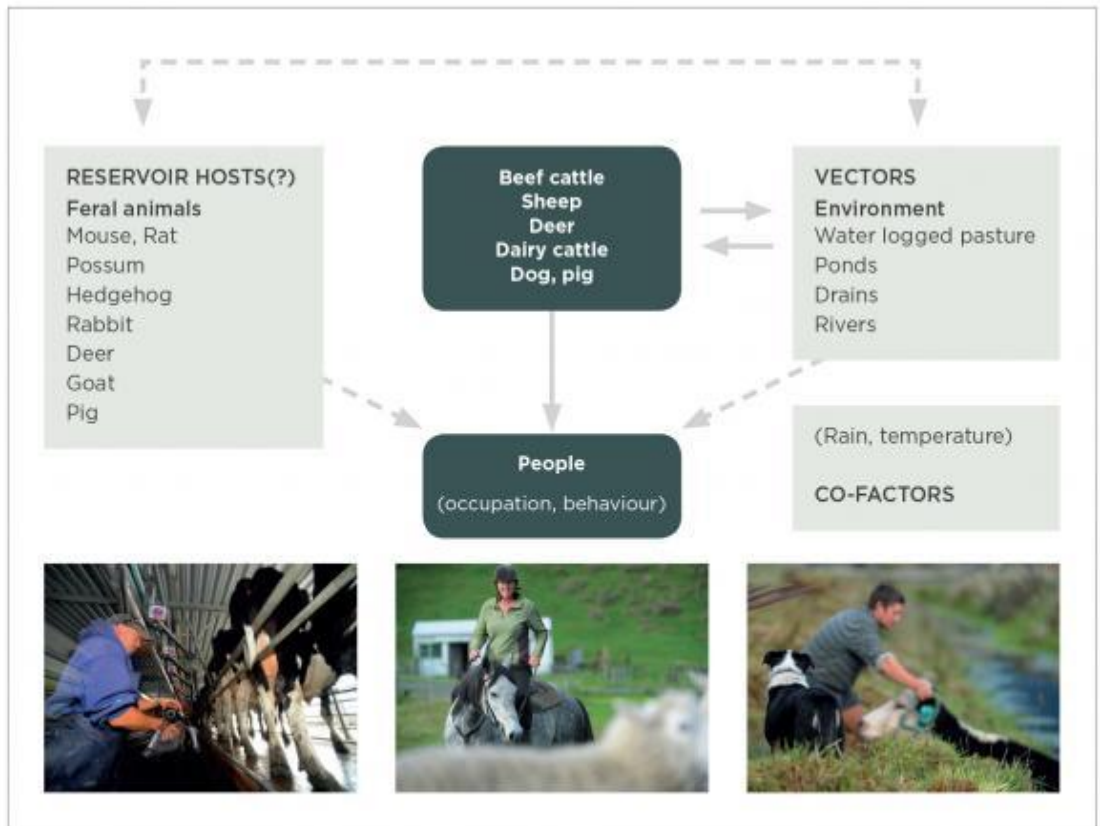 RESERVOIR HOSTS(?)
Feral animals
Mouse, Rat
Possum
Hedgehog
Rabbit
Deer
Goat
Pig
Beef cattle
Sheep
Deer
Dairy cattle
Dog, pig
VECTORS
Environment
Water logged pasture
Ponds
Drains
Rivers
People
(occupation, behaviour)
(Rain, temperature)
CO-FACTORS